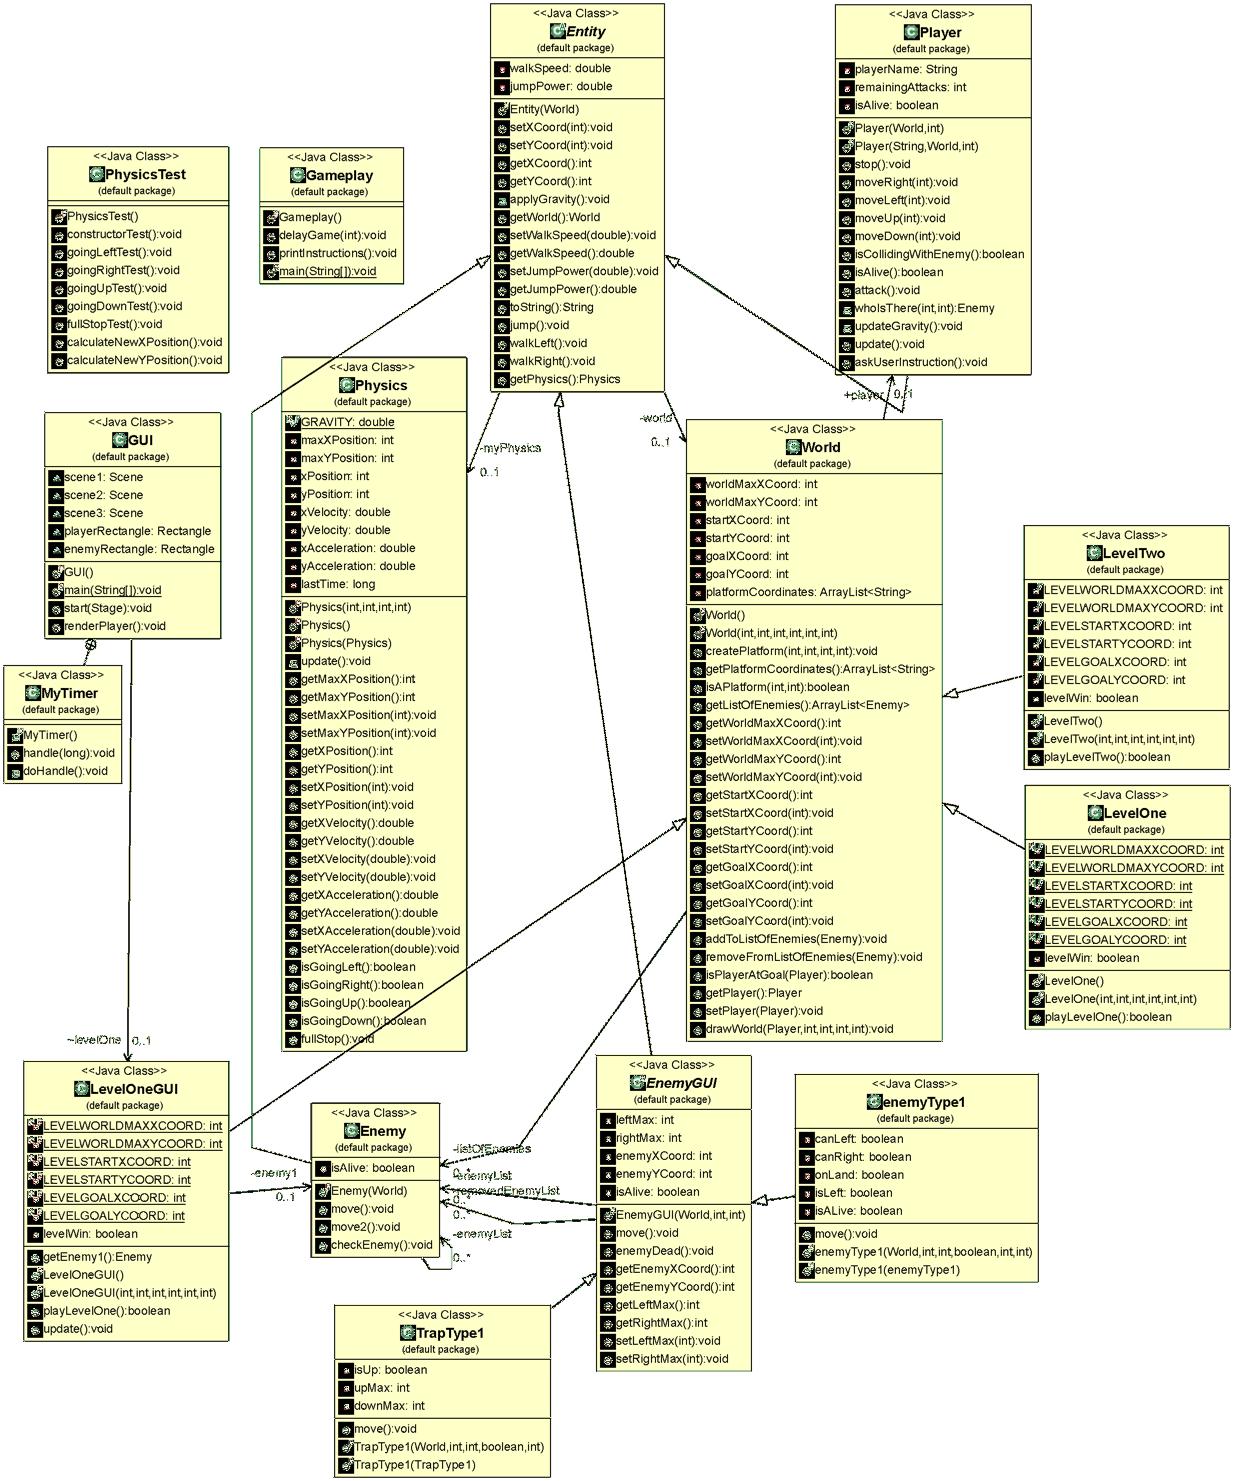 <<Java Class>>
Entity
(default package)
walkSpeed: double
jumpPower: double
Entity(World)
setXCoord(int):void
setYCoord(int):void
getXCoord():int
getYCoord():int
applyGravity():void
getWorld():World
setWalkSpeed(double):void
getWalkSpeed():double
setJumpPower(double):void
getJumpPower():double
toString():String
jump():void
walkLeft():void
walkRight():void
getPhysics():Physics
<<Java Class>>
Player
(default package)
playerName: String
remainingAttacks: int
isAlive: boolean
Player(World,int)
Player(String,World,int)
stop():void
moveRight(int):void
moveLeft(int):void
moveUp(int):void
moveDown(int):void
isCollidingWithEnemy():boolean
isAlive():boolean
attack():void
whoIsThere(int,int):Enemy
updateGravity():void
update():void
askUserInstruction():void
<<Java Class>>
PhysicsTest
(default package)
PhysicsTest()
constructorTest():void
goingLeftTest():void
goingRightTest():void
goingUpTest():void
goingDownTest():void
fullStopTest():void
calculateNewXPosition():void
calculateNewYPosition():void
<<Java Class>>
Gameplay
(default package)
Gameplay()
delayGame(int):void
printInstructions():void
main(String[]):void
<<Java Class>>
Physics
(default package)
GRAVITY: double
maxXPosition: int
maxYPosition: int
xPosition: int
yPosition: int
xVelocity: double
yVelocity: double
xAcceleration: double
yAcceleration: double
lastTime: long
Physics(int,int,int,int)
Physics()
Physics(Physics)
update():void
getMaxXPosition():int
getMaxYPosition():int
setMaxXPosition(int):void
setMaxYPosition(int):void
getXPosition():int
getYPosition():int
setXPosition(int):void
setYPosition(int):void
getXVelocity():double
getYVelocity():double
setXVelocity(double):void
setYVelocity(double):void
getXAcceleration():double
getYAcceleration():double
setXAcceleration(double):void
setYAcceleration(double):void
isGoingLeft():boolean
isGoingRight():boolean
isGoingUp():boolean
isGoingDown():boolean
fullStop():void
-myPhysics
0..1
-world
0..1
+player
0..1
<<Java Class>>
GUI
(default package)
scene1: Scene
scene2: Scene
scene3: Scene
playerRectangle: Rectangle
enemyRectangle: Rectangle
GUI()
main(String[]):void
start(Stage):void
renderPlayer():void
<<Java Class>>
MyTimer
(default package)
MyTimer()
handle(long):void
doHandle():void
<<Java Class>>
World
(default package)
worldMaxXCoord: int
worldMaxYCoord: int
startXCoord: int
startYCoord: int
goalXCoord: int
goalYCoord: int
platformCoordinates: ArrayList<String>
World()
World(int,int,int,int,int,int)
createPlatform(int,int,int,int):void
getPlatformCoordinates():ArrayList<String>
isAPlatform(int,int):boolean
getListOfEnemies():ArrayList<Enemy>
getWorldMaxXCoord():int
setWorldMaxXCoord(int):void
getWorldMaxYCoord():int
setWorldMaxYCoord(int):void
getStartXCoord():int
setStartXCoord(int):void
getStartYCoord():int
setStartYCoord(int):void
getGoalXCoord():int
setGoalXCoord(int):void
getGoalYCoord():int
setGoalYCoord(int):void
addToListOfEnemies(Enemy):void
removeFromListOfEnemies(Enemy):void
isPlayerAtGoal(Player):boolean
getPlayer():Player
setPlayer(Player):void
drawWorld(Player,int,int,int,int):void
<<Java Class>>
LevelTwo
(default package)
LEVELWORLDMAXXCOORD: int
LEVELWORLDMAXYCOORD: int
LEVELSTARTXCOORD: int
LEVELSTARTYCOORD: int
LEVELGOALXCOORD: int
LEVELGOALYCOORD: int
levelWin: boolean
LevelTwo()
LevelTwo(int,int,int,int,int,int)
playLevelTwo():boolean
<<Java Class>>
LevelOne
(default package)
LEVELWORLDMAXXCOORD: int
LEVELWORLDMAXYCOORD: int
LEVELSTARTXCOORD: int
LEVELSTARTYCOORD: int
LEVELGOALXCOORD: int
LEVELGOALYCOORD: int
levelWin: boolean
LevelOne()
LevelOne(int,int,int,int,int,int)
playLevelOne():boolean
~levelOne
0..1
<<Java Class>>
LevelOneGUI
(default package)
LEVELWORLDMAXXCOORD: int
LEVELWORLDMAXYCOORD: int
LEVELSTARTXCOORD: int
LEVELSTARTYCOORD: int
LEVELGOALXCOORD: int
LEVELGOALYCOORD: int
levelWin: boolean
getEnemy1():Enemy
LevelOneGUI()
LevelOneGUI(int,int,int,int,int,int)
playLevelOne():boolean
update():void
-enemy1
0..1
<<Java Class>>
Enemy
(default package)
isAlive: boolean
Enemy(World)
move():void
move2():void
checkEnemy():void
-listOfEnemies
0..*
-enemyList
0..*
-removedEnemyList
0..*
-enemyList
0..*
<<Java Class>>
EnemyGUI
(default package)
leftMax: int
rightMax: int
enemyXCoord: int
enemyYCoord: int
isAlive: boolean
EnemyGUI(World,int,int)
move():void
enemyDead():void
getEnemyXCoord():int
getEnemyYCoord():int
getLeftMax():int
getRightMax():int
setLeftMax(int):void
setRightMax(int):void
<<Java Class>>
enemyType1
(default package)
canLeft: boolean
canRight: boolean
onLand: boolean
isLeft: boolean
isALive: boolean
move():void
enemyType1(World,int,int,boolean,int,int)
enemyType1(enemyType1)
<<Java Class>>
TrapType1
(default package)
isUp: boolean
upMax: int
downMax: int
move():void
TrapType1(World,int,int,boolean,int)
TrapType1(TrapType1)